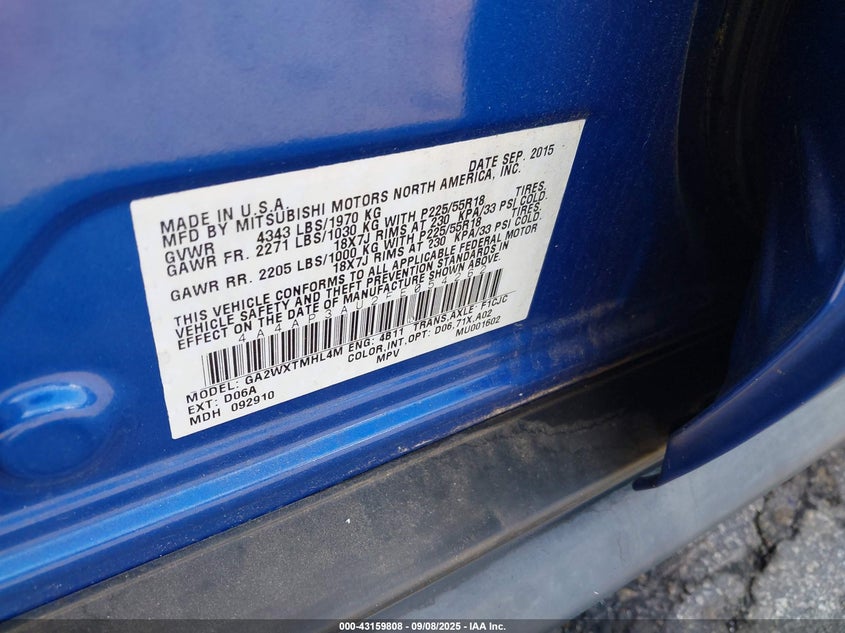 MADE IN U.S.A. DATE SEP. 2015
MFD BY MITSUBISHI MOTORS NORTH AMERICA, INC.
GVWR 4343 LBS/1970 KG
GAWR FR. 2271 LBS/1030 KG WITH P225/55R18 TIRES,
18X7J RIMS AT 230 KPA/33 PSI COLD.
GAWR RR. 2205 LBS/1000 KG WITH P225/55R18 TIRES,
18X7J RIMS AT 230 KPA/33 PSI COLD.
THIS VEHICLE CONFORMS TO ALL APPLICABLE FEDERAL MOTOR
VEHICLE SAFETY AND THEFT PREVENTION STANDARDS IN
EFFECT ON THE DATE OF MANUFACTURE SHOWN ABOVE.
MODEL: GA2WXTMHL4M ENG: 4B11 TRANS,AXLE: F1CJC
EXT: D06A COLOR,INT,OPT: D06,71X,A02
MDH 092910 MPV MU001602
000-43159808 - 09/08/2025 - IAA Inc.